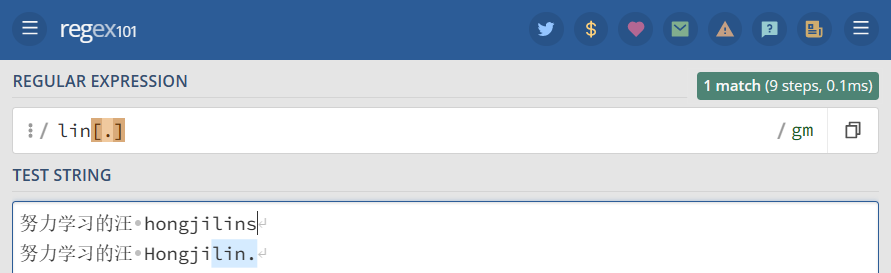 regex101
REGULAR EXPRESSION
1 match (9 steps, 0.1ms)
/ lin[.] / gm
TEST STRING
努力学习的汪 hongjilins
努力学习的汪 Hongjilin.